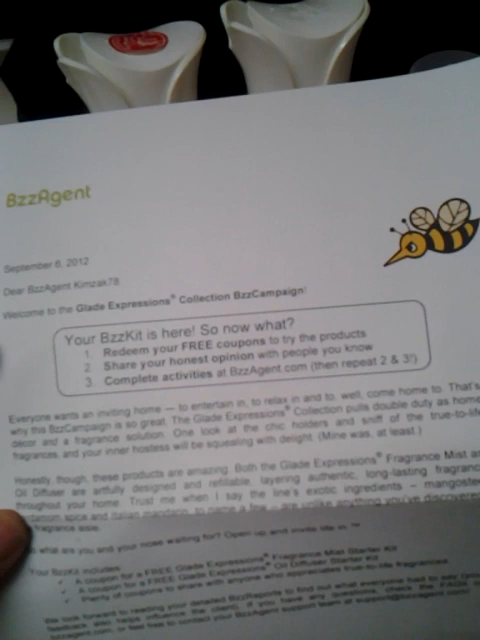 BzzAgent
September 6, 2012
Dear BzzAgent Kimzak78,
Welcome to the Glade Expressions® Collection BzzCampaign!
Your BzzKit is here! So now what?
1. Redeem your FREE coupons to try the products
2. Share your honest opinion with people you know
3. Complete activities at BzzAgent.com (then repeat 2 & 3!)
Everyone wants an inviting home — to entertain in, to relax in and to, well, come home to. That's
why this BzzCampaign is so great. The Glade Expressions® Collection pulls double duty as home
décor and a fragrance solution. One look at the chic holders and sniff of the true-to-life
fragrances, and your inner hostess will be squealing with delight. (Mine was, at least.)
Honestly, though, these products are amazing. Both the Glade Expressions® Fragrance Mist and
Oil Diffuser are artfully designed and refillable, layering authentic, long-lasting fragrance
throughout your home. Trust me when I say the line's exotic ingredients – mangosteen,
cardamom spice and Italian mandarin, to name a few – are unlike anything you've discovered
fragrance aisle.
what are you and your nose waiting for? Open up and
Your BzzKit includes:
✓ A coupon for a FREE Glade Expressions® Fragrance Mist Starter Kit
✓ A coupon for a FREE Glade Expressions® Oil Diffuser Starter Kit
✓ Plenty of coupons to share with anyone who appreciates true-to-life fragrances
We look forward to reading your detailed BzzReports to find out what everyone had to say
feedback also helps influence the client). If you have any questions, check the FAQs
bzzagent.com, or feel free to contact your BzzAgent support team at support@bzzagent.com